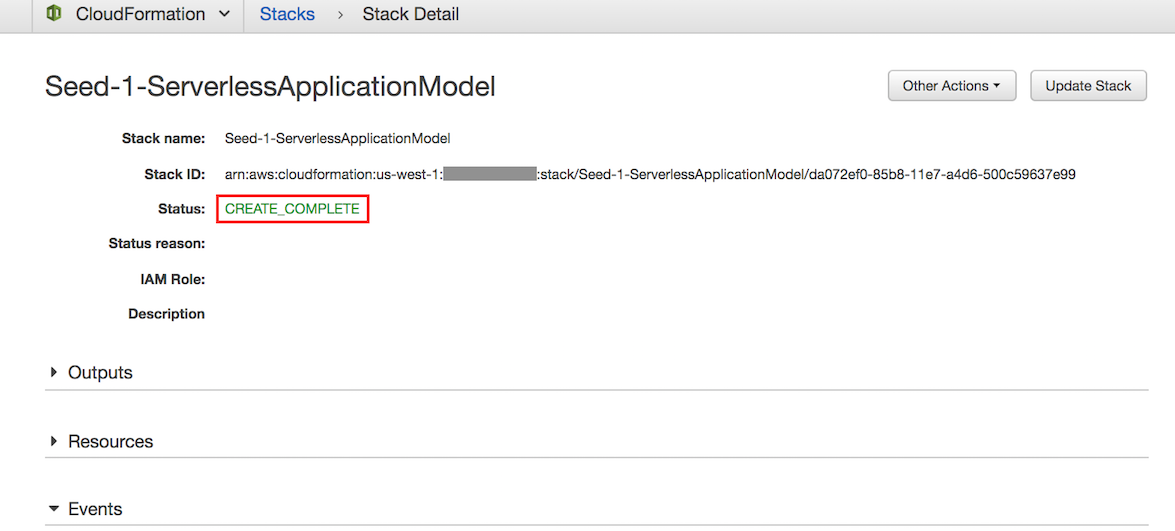 CloudFormation Stacks > Stack Detail
Seed-1-ServerlessApplicationModel Other Actions Update Stack
Stack name: Seed-1-ServerlessApplicationModel
Stack ID: arn:aws:cloudformation:us-west-1: :stack/Seed-1-ServerlessApplicationModel/da072ef0-85b8-11e7-a4d6-500c59637e99
Status: CREATE_COMPLETE
Status reason:
IAM Role:
Description
Outputs
Resources
Events